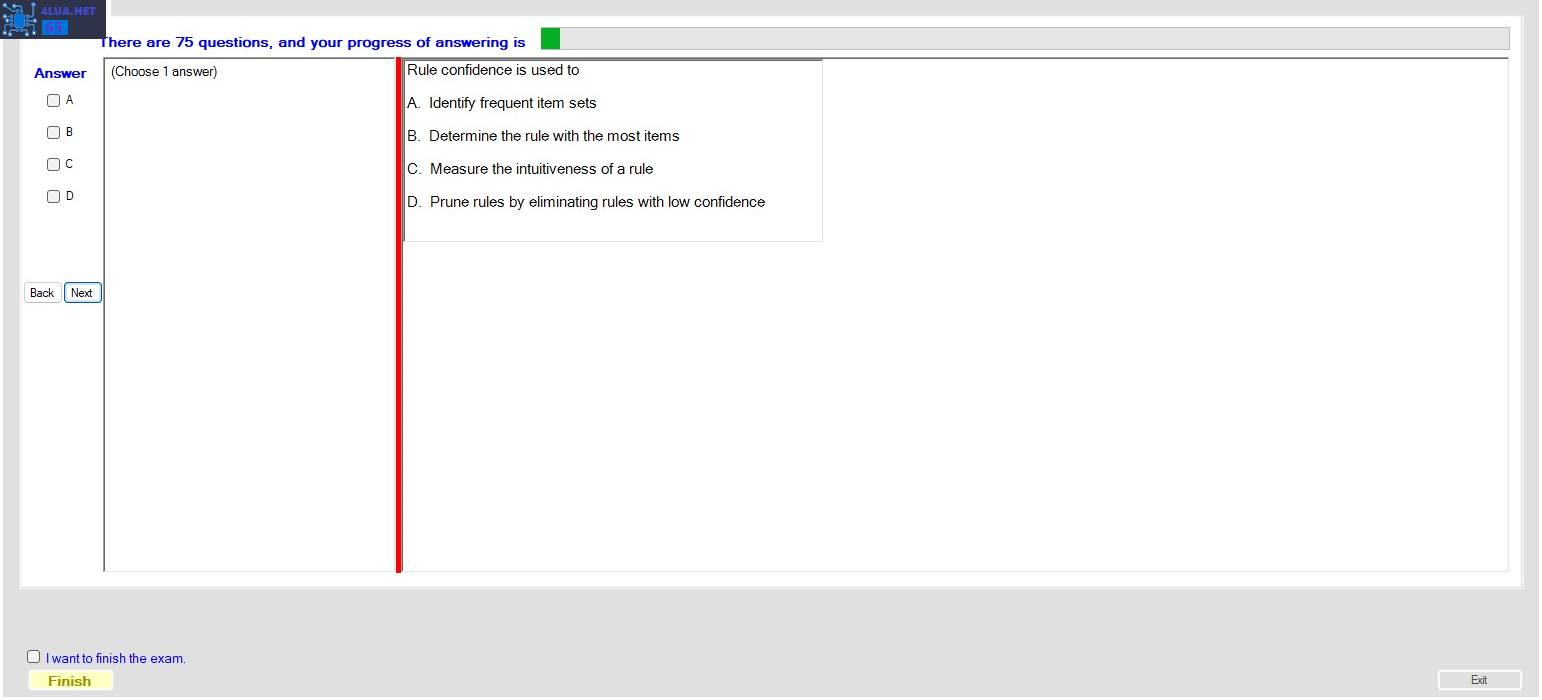 4LUA.NET
65
There are 75 questions, and your progress of answering is
Answer
(Choose 1 answer)
A
B
C
D
Back Next
Rule confidence is used to
A. Identify frequent item sets
B. Determine the rule with the most items
C. Measure the intuitiveness of a rule
D. Prune rules by eliminating rules with low confidence
I want to finish the exam.
Finish
Exit